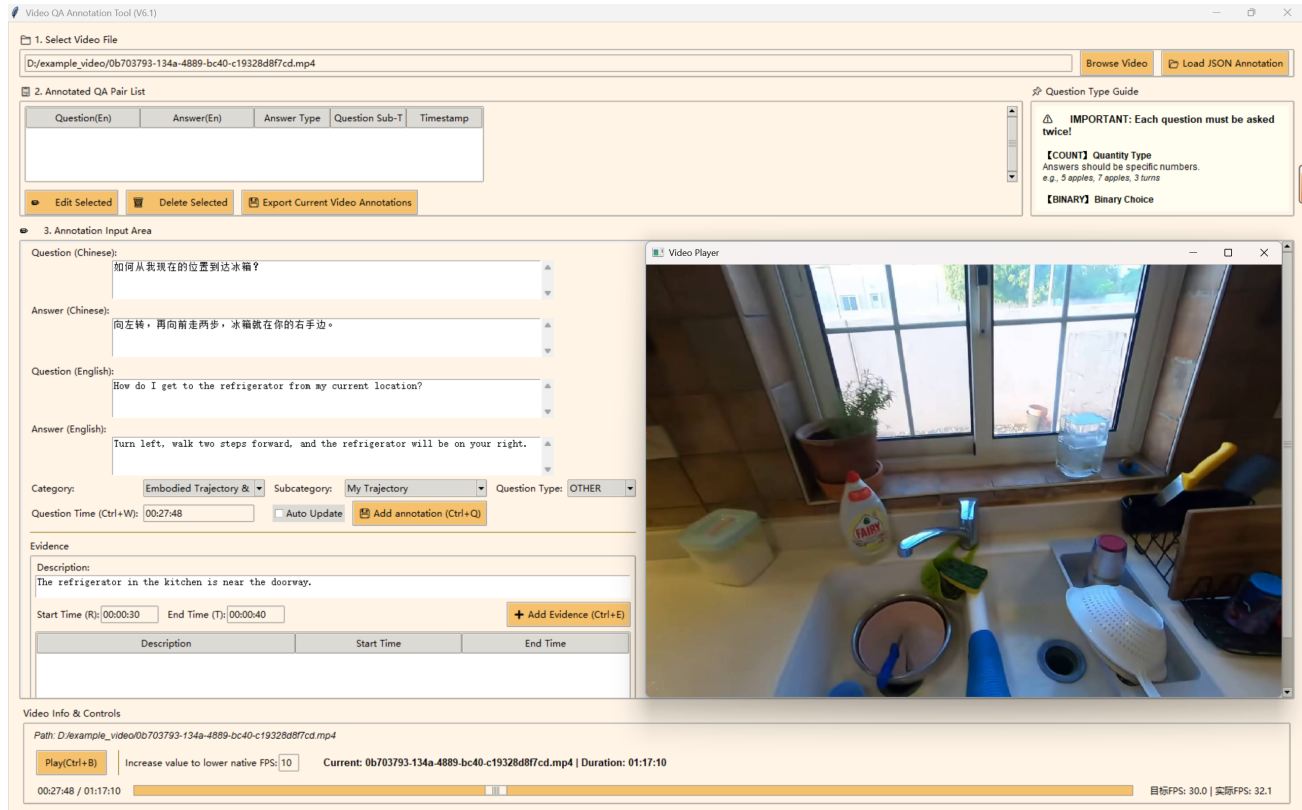 Video QA Annotation Tool (V6.1)
1. Select Video File
D:/example_video/0b703793-134a-4889-bc40-c19328d8f7cd.mp4
Browse Video
Load JSON Annotation
2. Annotated QA Pair List
Question(En) Answer(En) Answer Type Question Sub-T Timestamp
Edit Selected
Delete Selected
Export Current Video Annotations
Question Type Guide
⚠ IMPORTANT: Each question must be asked
twice!
【COUNT】Quantity Type
Answers should be specific numbers.
e.g., 5 apples, 7 apples, 3 turns
【BINARY】Binary Choice
3. Annotation Input Area
Question (Chinese):
如何从我现在的位置到达冰箱?
Answer (Chinese):
向左转，再向前走两步，冰箱就在你的右手边。
Question (English):
How do I get to the refrigerator from my current location?
Answer (English):
Turn left, walk two steps forward, and the refrigerator will be on your right.
Category: Embodied Trajectory & Subcategory: My Trajectory Question Type: OTHER
Question Time (Ctrl+W): 00:27:48 Auto Update Add annotation (Ctrl+Q)
Evidence
Description:
The refrigerator in the kitchen is near the doorway.
Start Time (R): 00:00:30 End Time (T): 00:00:40 + Add Evidence (Ctrl+E)
Description Start Time End Time
Video Player
FAIRY
Video Info & Controls
Path: D:/example_video/0b703793-134a-4889-bc40-c19328d8f7cd.mp4
Play(Ctrl+B) Increase value to lower native FPS: 10 Current: 0b703793-134a-4889-bc40-c19328d8f7cd.mp4 | Duration: 01:17:10
00:27:48 / 01:17:10
目标FPS: 30.0 | 实际FPS: 32.1